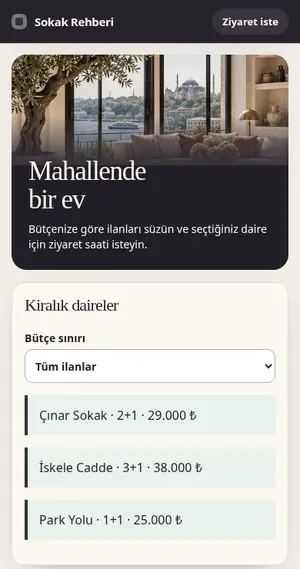 Sokak Rehberi
Ziyaret iste
Mahallende
bir ev
Bütçenize göre ilanları süzün ve seçtiğiniz daire
için ziyaret saati isteyin.
Kiralık daireler
Bütçe sınırı
Tüm ilanlar
Çınar Sokak · 2+1 · 29.000 ₺
İskele Cadde · 3+1 · 38.000 ₺
Park Yolu · 1+1 · 25.000 ₺